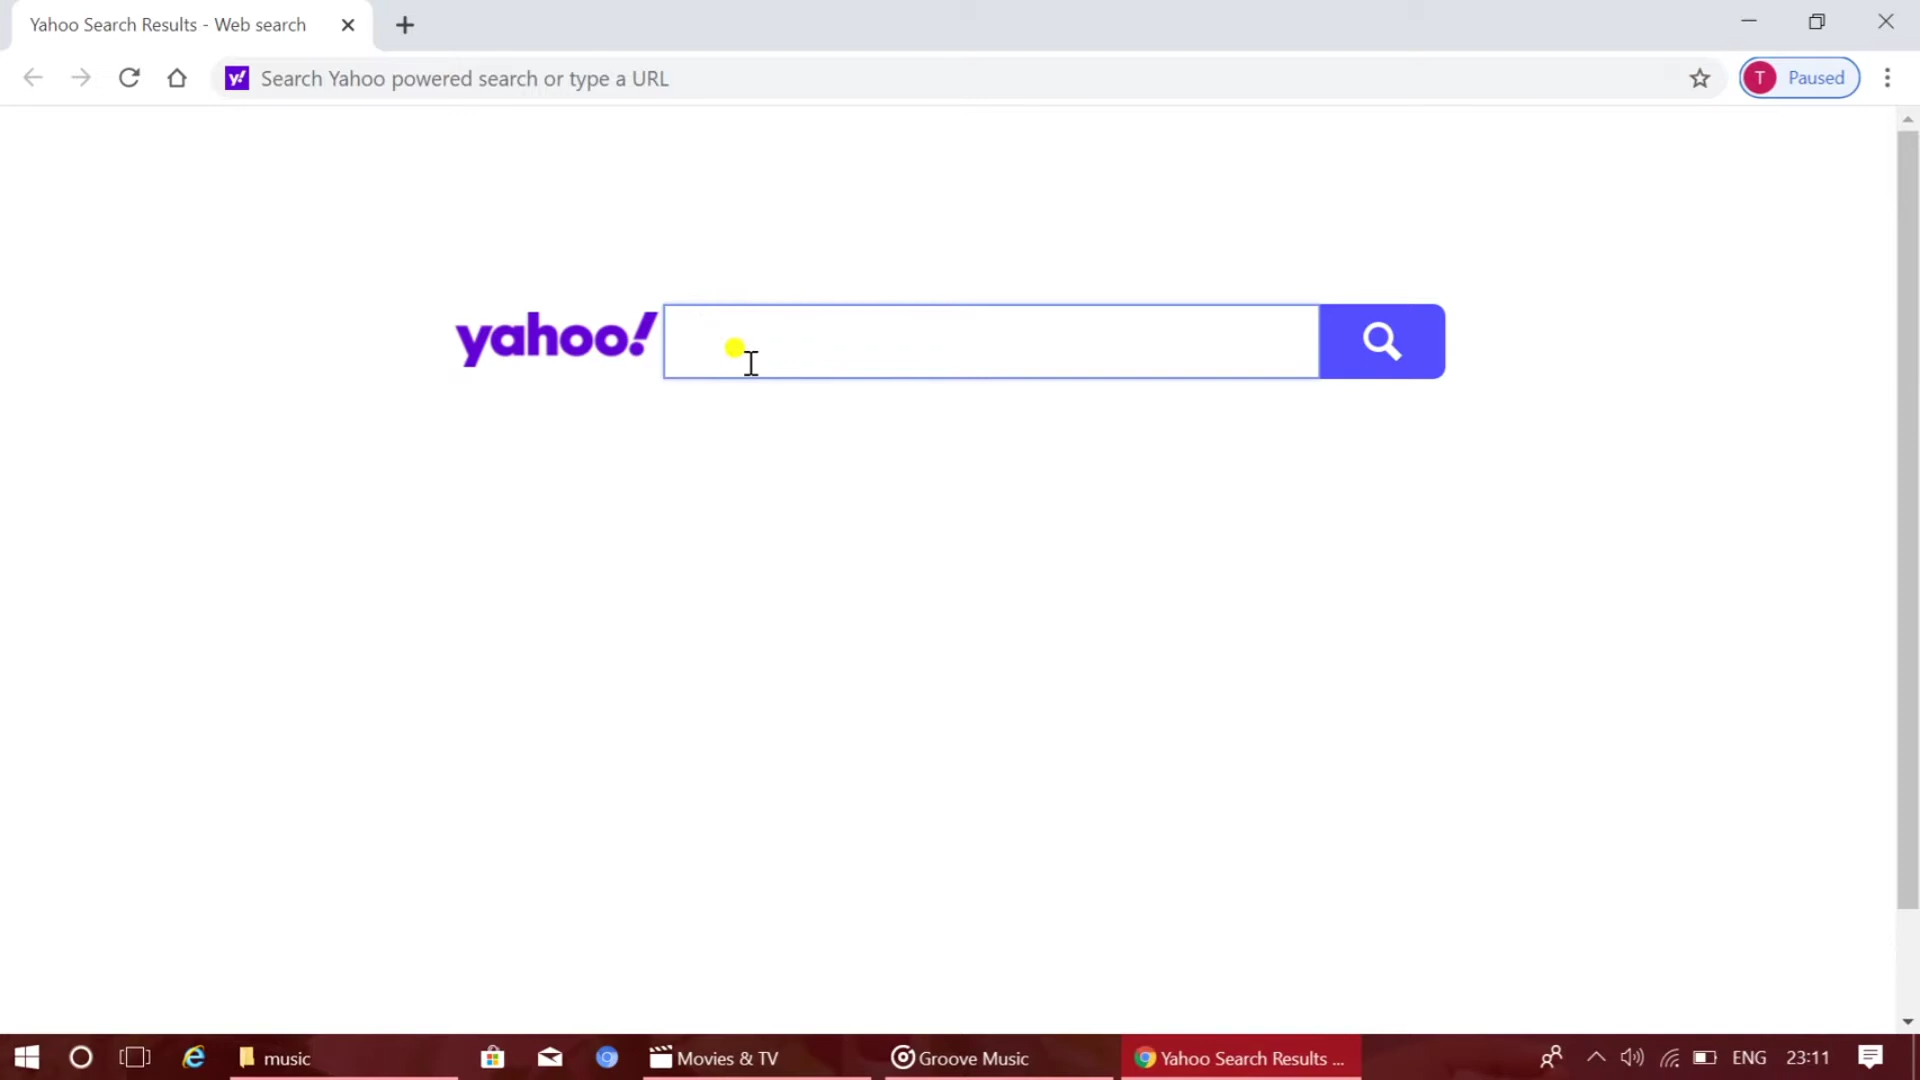 Yahoo Search Results - Web search
Search Yahoo powered search or type a URL
T Paused
yahoo!
music
Movies & TV
Groove Music
Yahoo Search Results ...
ENG
23:11